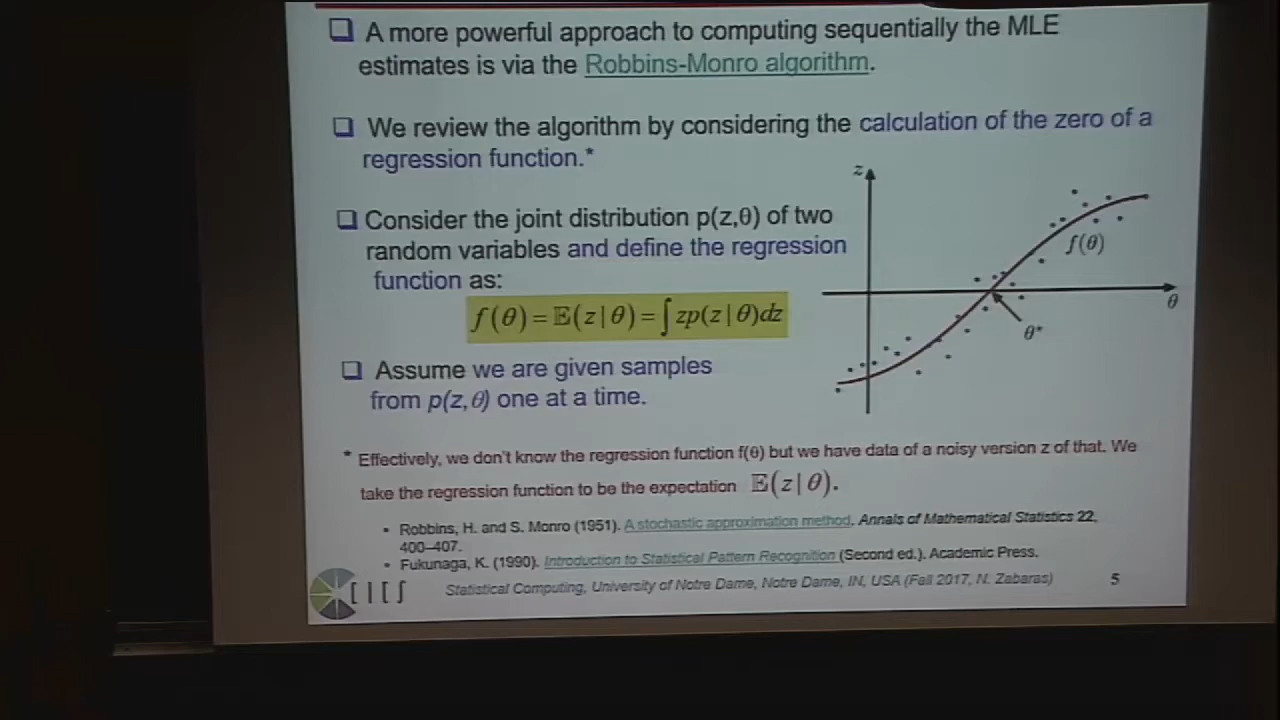 A more powerful approach to computing sequentially the MLE
estimates is via the Robbins-Monro algorithm.
We review the algorithm by considering the calculation of the zero of a
regression function.*
Consider the joint distribution p(z,θ) of two
random variables and define the regression
function as:
f(θ) = 𝔼(z | θ) = ∫ zp(z | θ)dz
Assume we are given samples
from p(z,θ) one at a time.
z
f(θ)
θ
θ*
* Effectively, we don't know the regression function f(θ) but we have data of a noisy version z of that. We
take the regression function to be the expectation 𝔼(z | θ).
• Robbins, H. and S. Monro (1951). A stochastic approximation method. Annals of Mathematical Statistics 22,
400–407.
• Fukunaga, K. (1990). Introduction to Statistical Pattern Recognition (Second ed.). Academic Press.
Statistical Computing, University of Notre Dame, Notre Dame, IN, USA (Fall 2017, N. Zabaras)
5